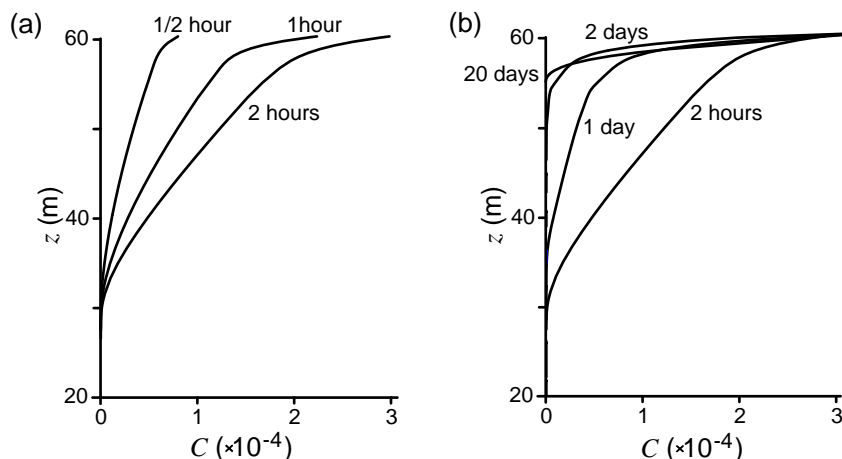 (a)
1/2 hour
1hour
2 hours
60
40
20
z (m)
0
1
2
3
C (×10-4)
(b)
2 days
20 days
1 day
2 hours
60
40
20
z (m)
0
1
2
3
C (×10-4)